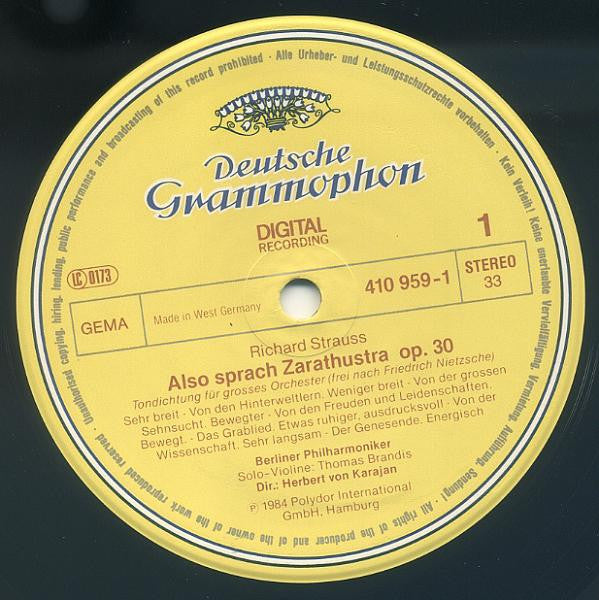 Deutsche
Grammophon
DIGITAL
RECORDING
1
LC 0173
GEMA
Made in West Germany
410 959-1
STEREO
33
Richard Strauss
Also sprach Zarathustra op. 30
Tondichtung für grosses Orchester (frei nach Friedrich Nietzsche)
Sehr breit · Von den Hinterweltlern. Weniger breit · Von der grossen
Sehnsucht. Bewegter · Von den Freuden und Leidenschaften.
Bewegt. · Das Grablied. Etwas ruhiger, ausdrucksvoll · Von der
Wissenschaft. Sehr langsam · Der Genesende. Energisch
Berliner Philharmoniker
Solo-Violine: Thomas Brandis
Dir.: Herbert von Karajan
℗ 1984 Polydor International
GmbH, Hamburg
Alle Urheber- und Leistungsschutzrechte vorbehalten · Kein Verleih! Keine unerlaubte Vervielfältigung, Vermietung, Aufführung, Sendung! · All rights of the producer and of the owner of the work reproduced reserved · Unauthorised copying, hiring, lending, public performance and broadcasting of this record prohibited ·